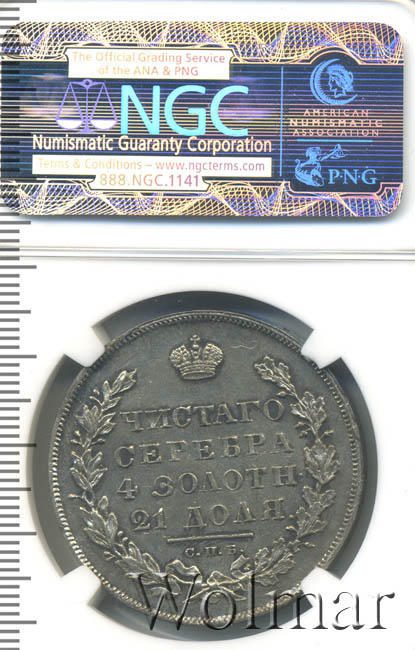 The Official Grading Service
of the ANA & PNG
NGC
Numismatic Guaranty Corporation
Terms & Conditions – www.ngcterms.com
888.NGC.1141
AMERICAN
NUMISMATIC
ASSOCIATION
P·N·G
ЧИСТАГО
СЕРЕБРА
4 ЗОЛОТН
21 ДОЛЯ
С.П.Б.
Wolmar